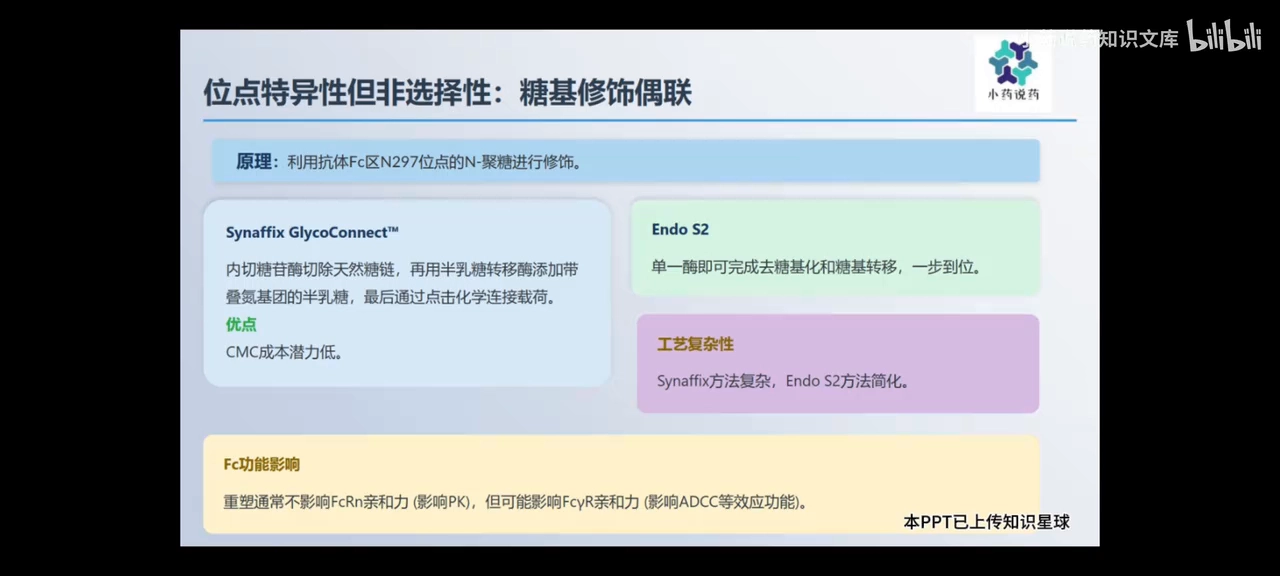 知识文库 bilibili
小药说药
位点特异性但非选择性：糖基修饰偶联
原理：利用抗体Fc区N297位点的N-聚糖进行修饰。
Synaffix GlycoConnect™
内切糖苷酶切除天然糖链，再用半乳糖转移酶添加带
叠氮基团的半乳糖，最后通过点击化学连接载荷。
优点
CMC成本潜力低。
Endo S2
单一酶即可完成去糖基化和糖基转移，一步到位。
工艺复杂性
Synaffix方法复杂，Endo S2方法简化。
Fc功能影响
重塑通常不影响FcRn亲和力 (影响PK)，但可能影响FcγR亲和力 (影响ADCC等效应功能)。
本PPT已上传知识星球